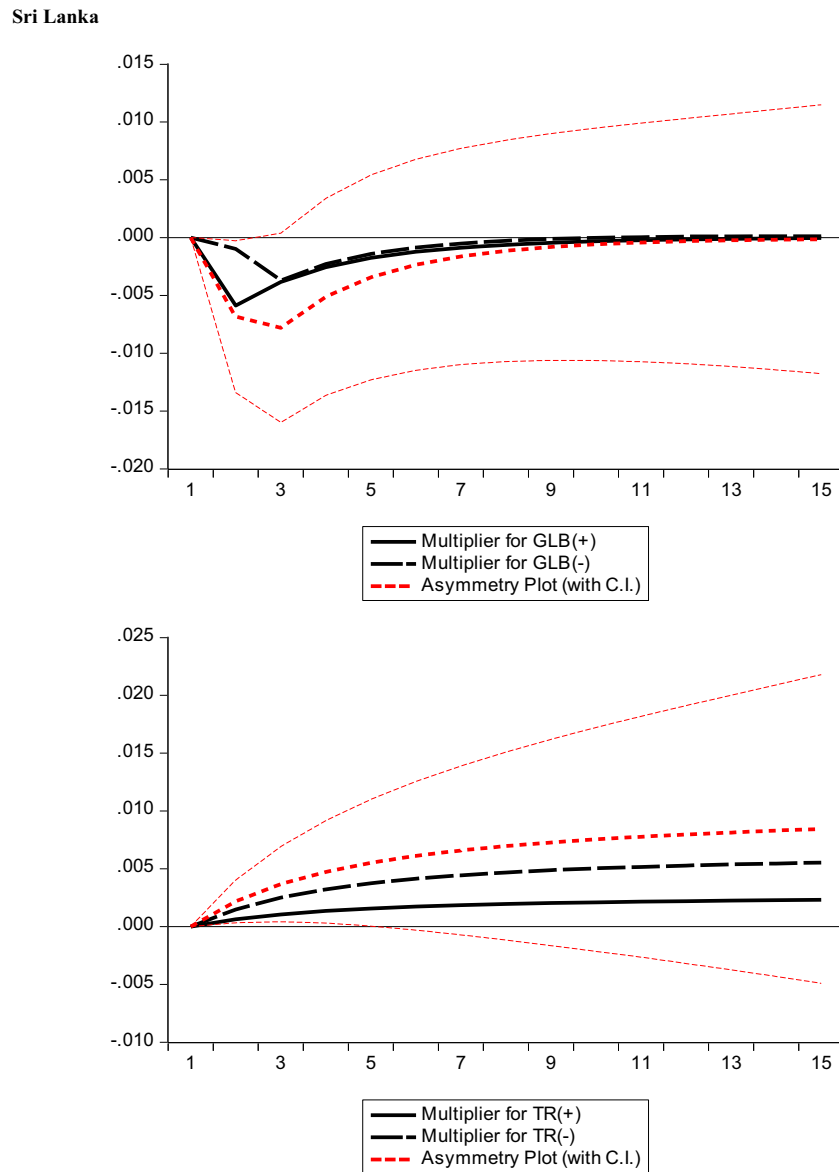 Sri Lanka
.015
.010
.005
.000
-.005
-.010
-.015
-.020
1 3 5 7 9 11 13 15
Multiplier for GLB(+)
Multiplier for GLB(-)
Asymmetry Plot (with C.I.)
.025
.020
.015
.010
.005
.000
-.005
-.010
1 3 5 7 9 11 13 15
Multiplier for TR(+)
Multiplier for TR(-)
Asymmetry Plot (with C.I.)